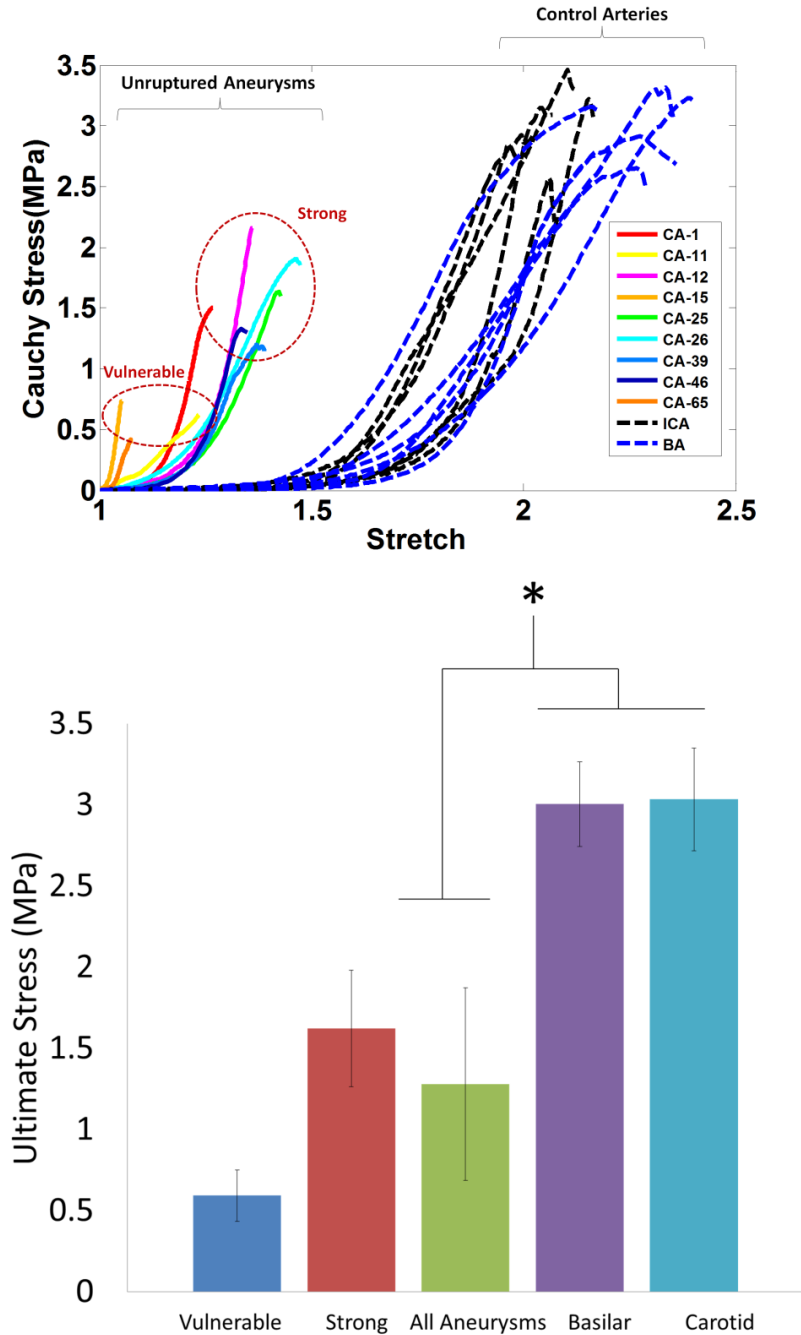 Control Arteries
Unruptured Aneurysms
Strong
Vulnerable
Cauchy Stress(MPa)
3.5
3
2.5
2
1.5
1
0.5
0
1
1.5
2
2.5
Stretch
CA-1
CA-11
CA-12
CA-15
CA-25
CA-26
CA-39
CA-46
CA-65
ICA
BA
*
Ultimate Stress (MPa)
3.5
3
2.5
2
1.5
1
0.5
0
Vulnerable Strong All Aneurysms Basilar Carotid